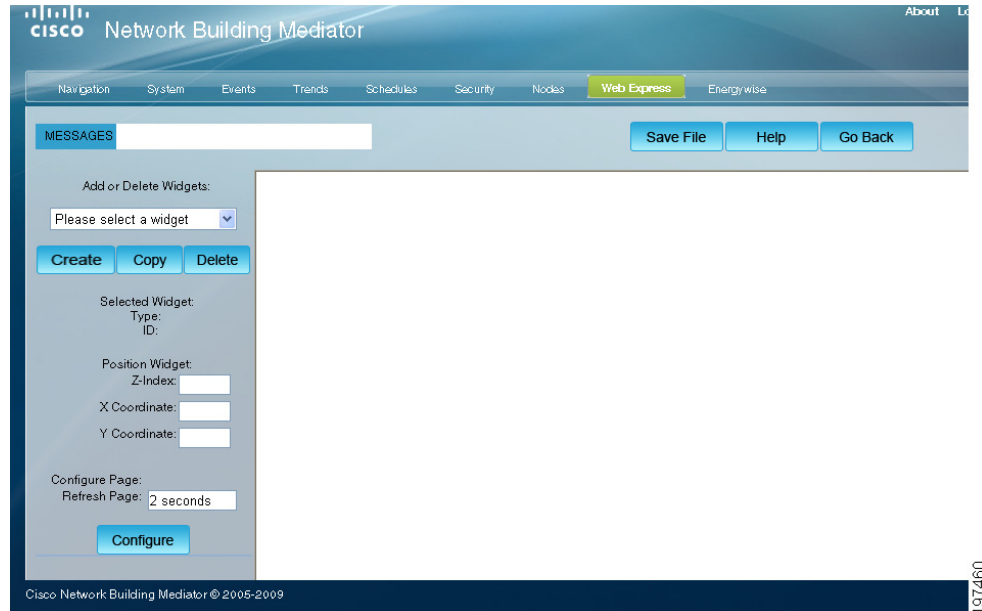 About
CISCO Network Building Mediator
Navigation System Events Trends Schedules Security Nodes Web Express Energywise
MESSAGES
Save File Help Go Back
Add or Delete Widgets:
Please select a widget
Create Copy Delete
Selected Widget:
Type:
ID:
Position Widget:
Z-Index:
X Coordinate:
Y Coordinate:
Configure Page:
Refresh Page: 2 seconds
Configure
Cisco Network Building Mediator © 2005-2009
197460